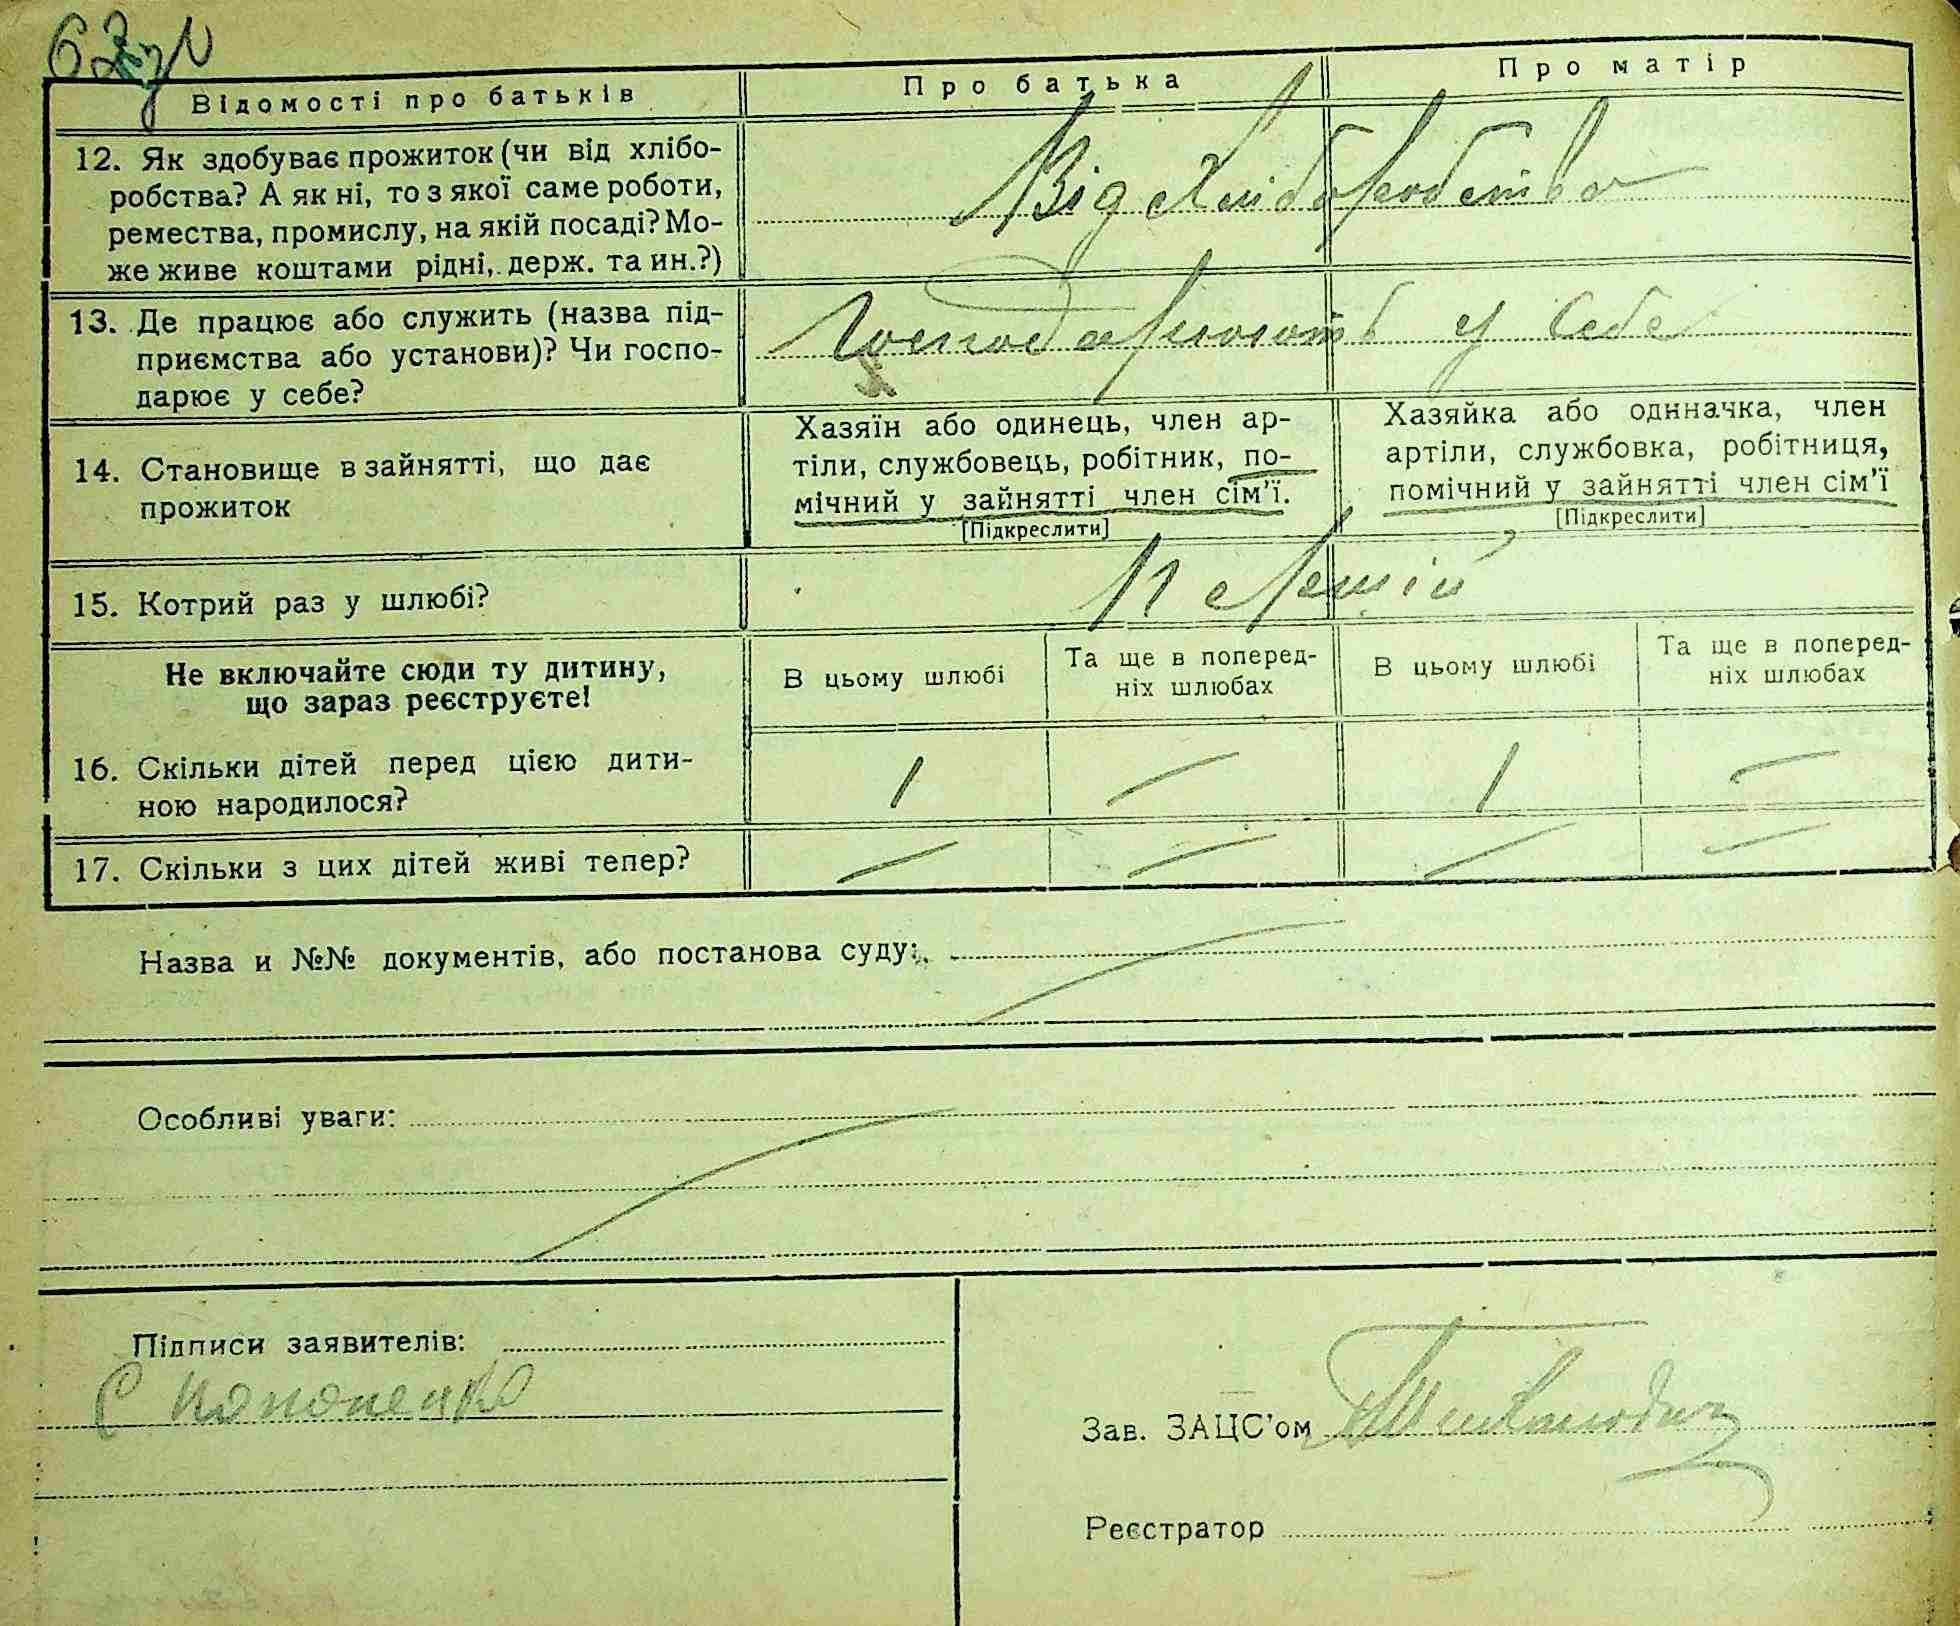 Відомості про батьків Про батька Про матір
12. Як здобуває прожиток (чи від хлібо-
робства? А як ні, то з якої саме роботи,
ремества, промислу, на якій посаді? Мо-
же живе коштами рідні, держ. та ин.?)
Від хліборобства
13. Де працює або служить (назва під-
приємства або установи)? Чи госпо-
дарює у себе?
Господарюють у себе
14. Становище в зайнятті, що дає
прожиток
Хазяїн або одинець, член ар-
тіли, службовець, робітник, по-
мічний у зайнятті член сім'ї.
[Підкреслити]
Хазяйка або одиначка, член
артіли, службовка, робітниця,
помічний у зайнятті член сім'ї
[Підкреслити]
15. Котрий раз у шлюбі?
Перший
Не включайте сюди ту дитину,
що зараз реєструєте!
В цьому шлюбі
Та ще в поперед-
ніх шлюбах
В цьому шлюбі
Та ще в поперед-
ніх шлюбах
16. Скільки дітей перед цією дити-
ною народилося?
1 — 1 —
17. Скільки з цих дітей живі тепер?
— — — —
Назва и №№ документів, або постанова суду:
Особливі уваги:
Підписи заявителів:
С Кононенко
Зав. ЗАЦС'ом
Реєстратор